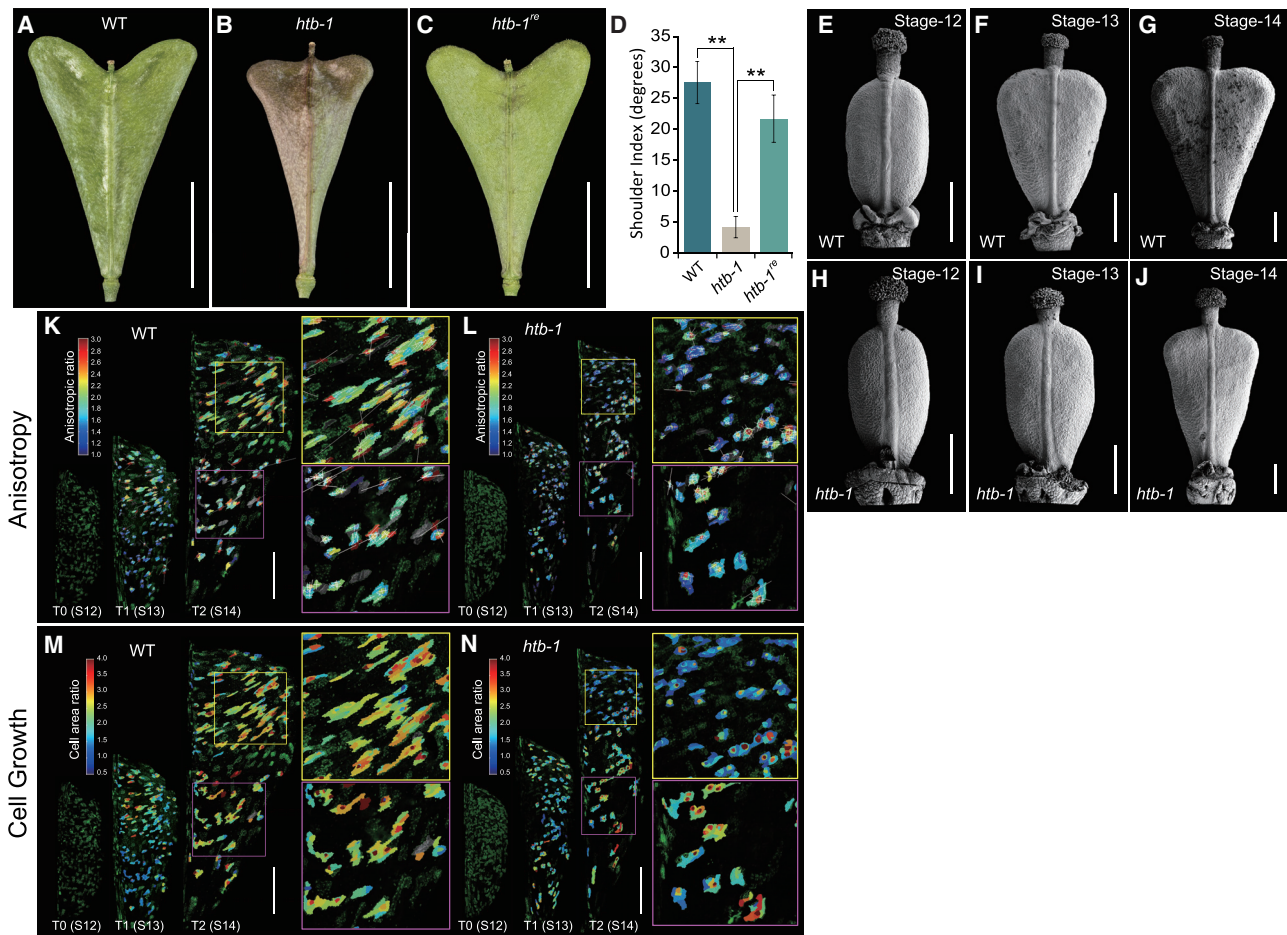 A WT
B htb-1
C htb-1re
D
35
30
25
20
15
10
5
0
Shoulder Index (degrees)
**
**
WT
htb-1
htb-1re
E Stage-12
WT
F Stage-13
WT
G Stage-14
WT
H Stage-12
htb-1
I Stage-13
htb-1
J Stage-14
htb-1
Anisotropy
K WT
Anisotropic ratio
3.0
2.8
2.6
2.4
2.2
2.0
1.8
1.6
1.4
1.2
1.0
T0 (S12) T1 (S13) T2 (S14)
L htb-1
Anisotropic ratio
3.0
2.8
2.6
2.4
2.2
2.0
1.8
1.6
1.4
1.2
1.0
T0 (S12) T1 (S13) T2 (S14)
Cell Growth
M WT
Cell area ratio
4.0
3.5
3.0
2.5
2.0
1.5
1.0
0.5
T0 (S12) T1 (S13) T2 (S14)
N htb-1
Cell area ratio
4.0
3.5
3.0
2.5
2.0
1.5
1.0
0.5
T0 (S12) T1 (S13) T2 (S14)